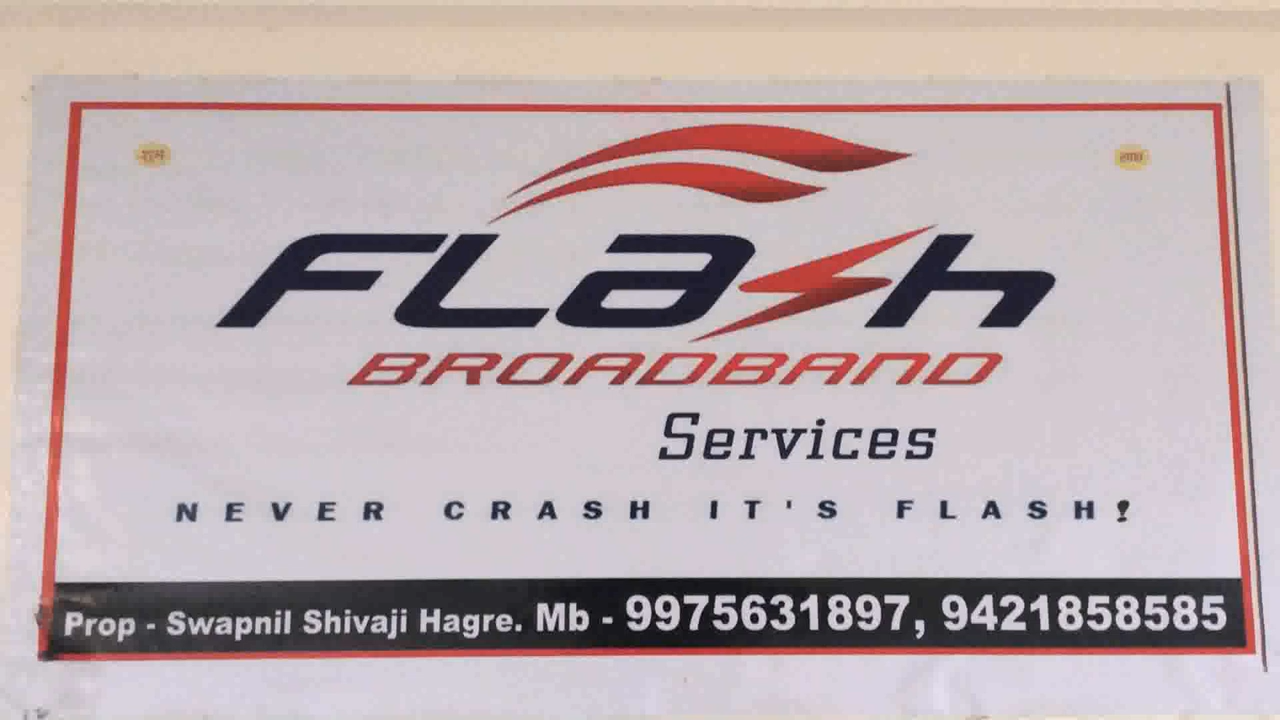 शुभ लाभ
FLash
BROADBAND
Services
NEVER CRASH IT'S FLASH!
Prop - Swapnil Shivaji Hagre. Mb - 9975631897, 9421858585